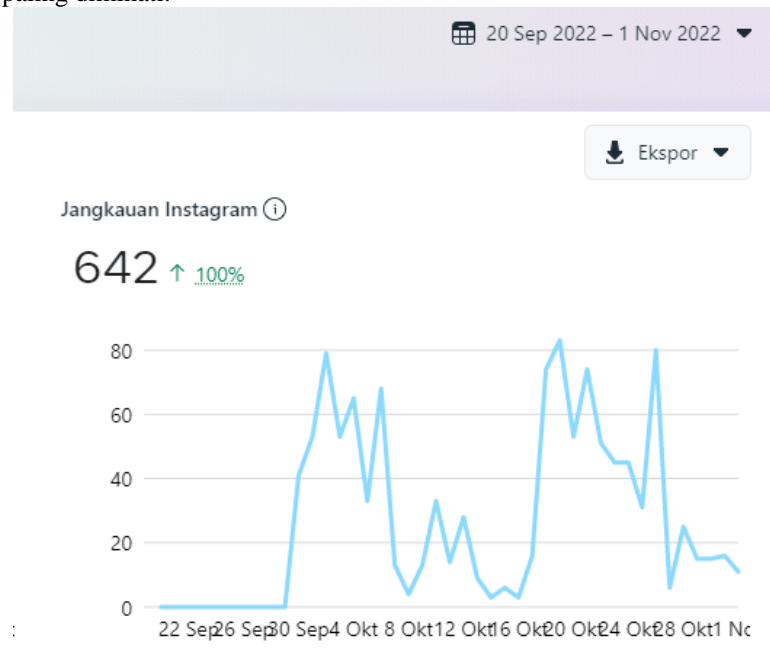 paling diminati.
20 Sep 2022 – 1 Nov 2022
Ekspor
Jangkauan Instagram
642 ↑ 100%
80
60
40
20
0
: 22 Sep 26 Sep 30 Sep 4 Okt 8 Okt 12 Okt 16 Okt 20 Okt 24 Okt 28 Okt 1 No